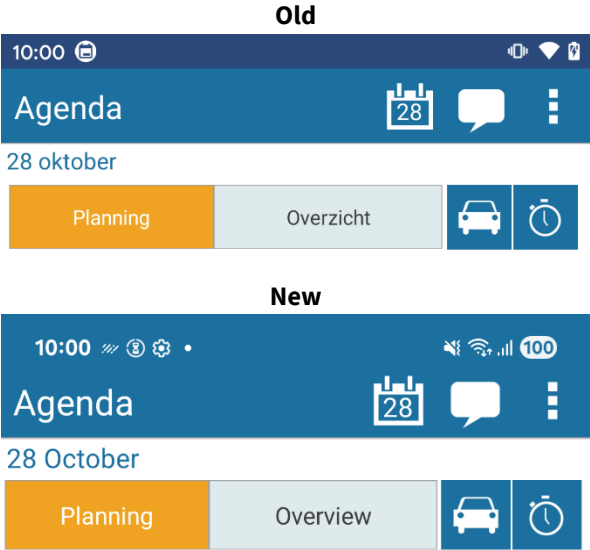 Old
10:00
Agenda 28
28 oktober
Planning Overzicht
New
10:00 100
Agenda 28
28 October
Planning Overview